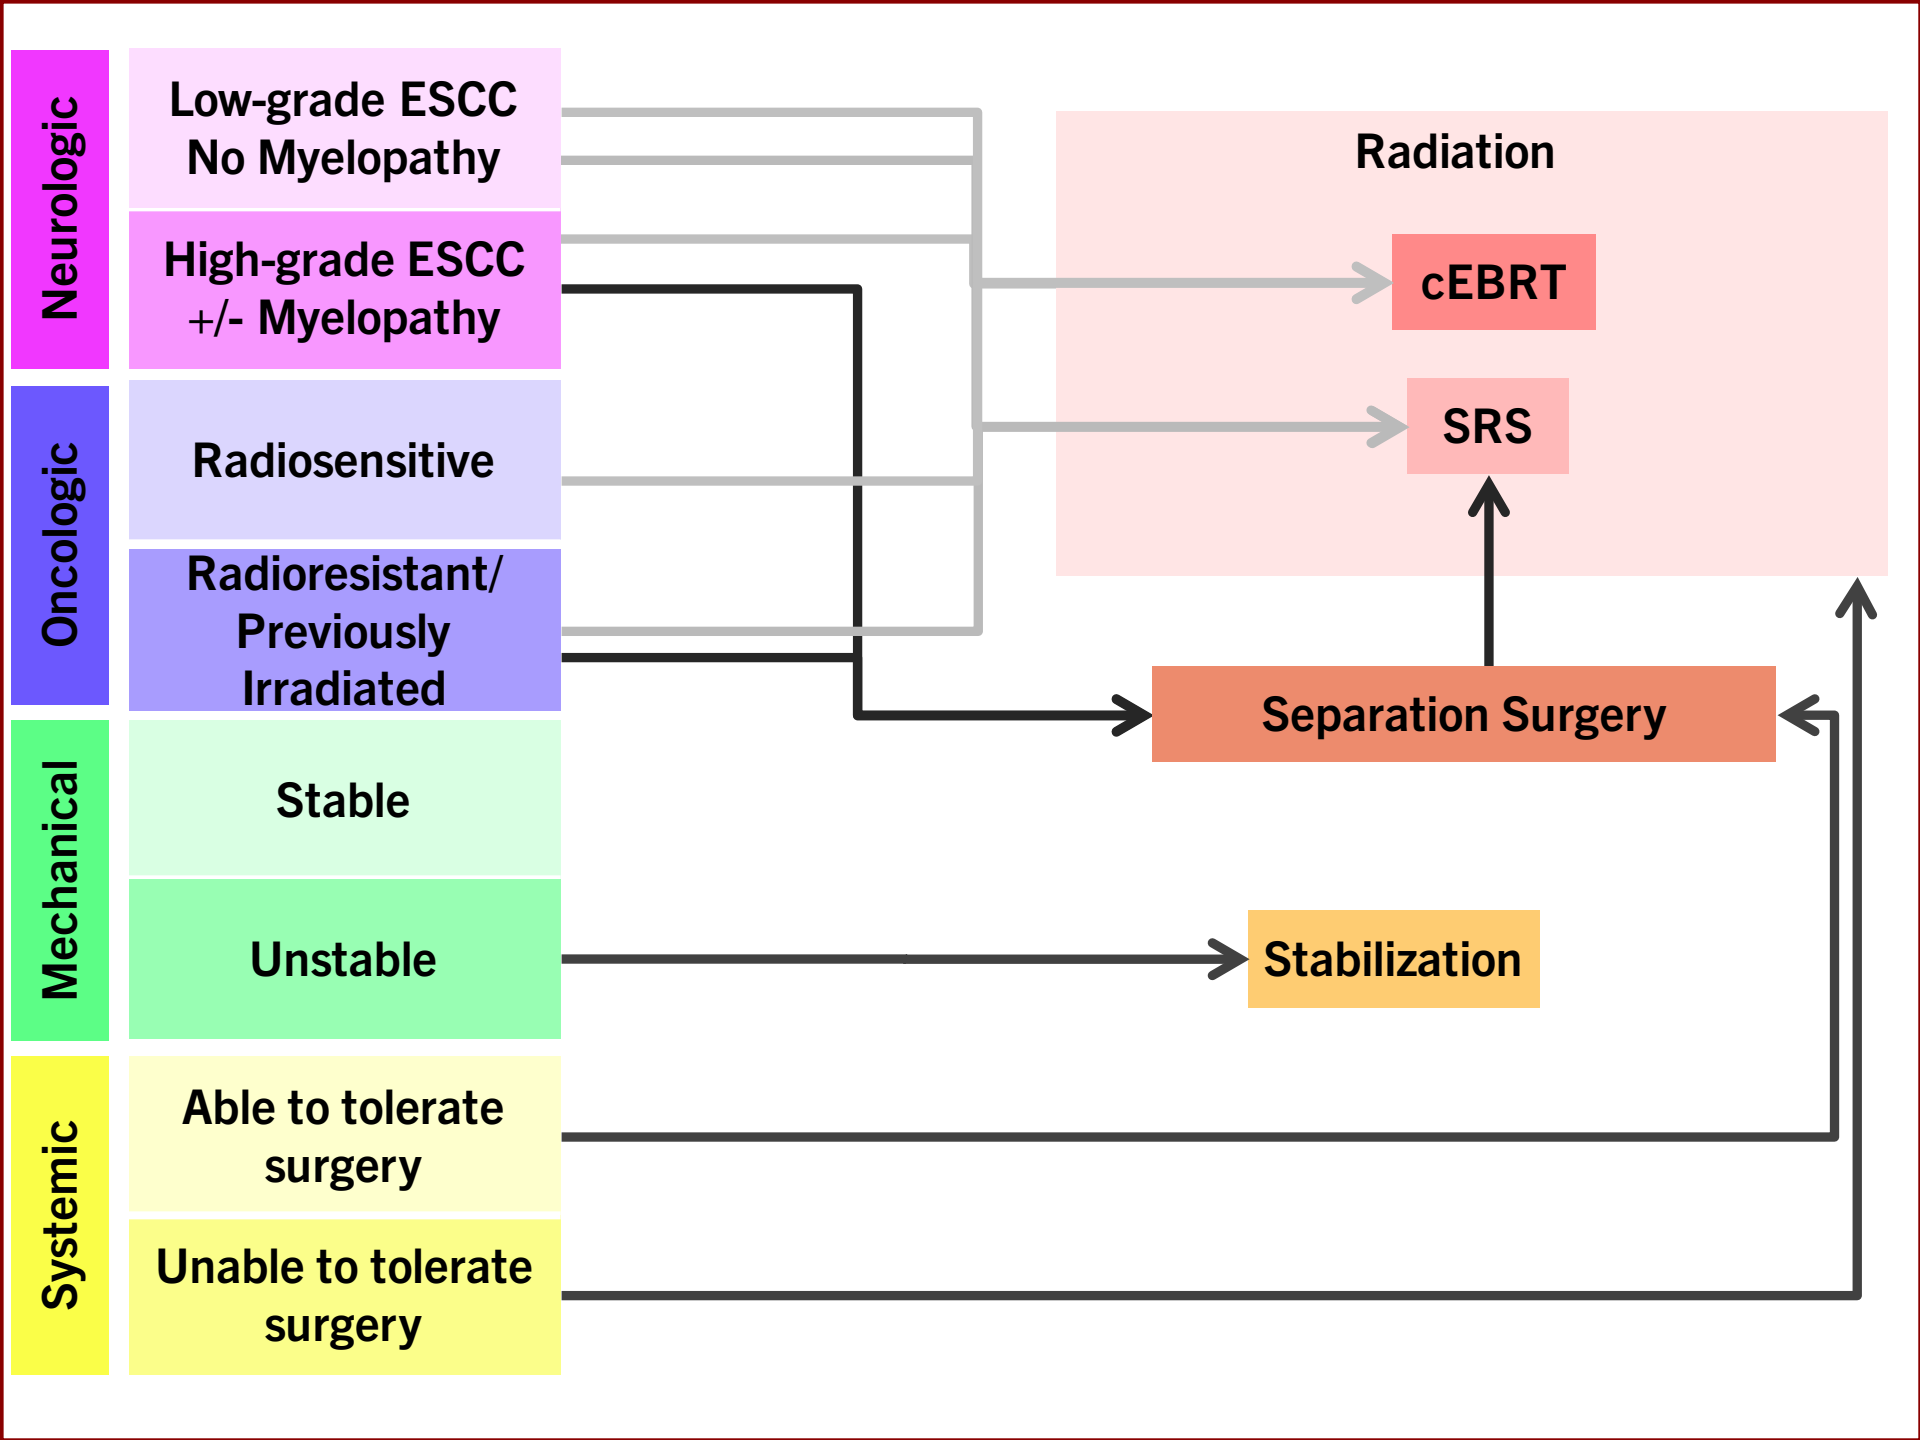 Neurologic
Low-grade ESCC
No Myelopathy
High-grade ESCC
+/- Myelopathy
Oncologic
Radiosensitive
Radioresistant/
Previously
Irradiated
Mechanical
Stable
Unstable
Systemic
Able to tolerate
surgery
Unable to tolerate
surgery
Radiation
cEBRT
SRS
Separation Surgery
Stabilization